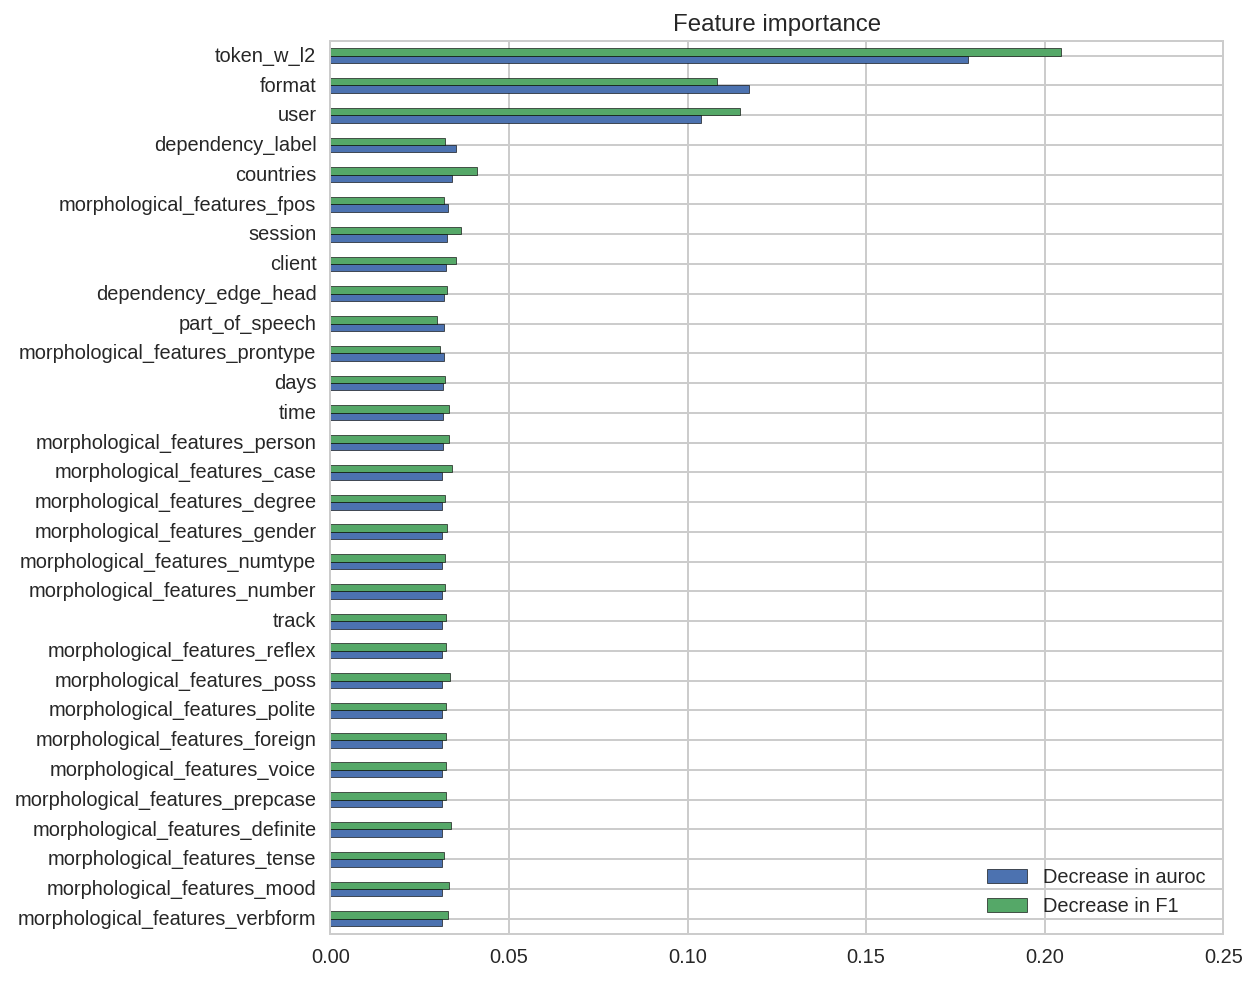 Feature importance
token_w_l2
format
user
dependency_label
countries
morphological_features_fpos
session
client
dependency_edge_head
part_of_speech
morphological_features_prontype
days
time
morphological_features_person
morphological_features_case
morphological_features_degree
morphological_features_gender
morphological_features_numtype
morphological_features_number
track
morphological_features_reflex
morphological_features_poss
morphological_features_polite
morphological_features_foreign
morphological_features_voice
morphological_features_prepcase
morphological_features_definite
morphological_features_tense
morphological_features_mood
morphological_features_verbform
Decrease in auroc
Decrease in F1
0.00 0.05 0.10 0.15 0.20 0.25